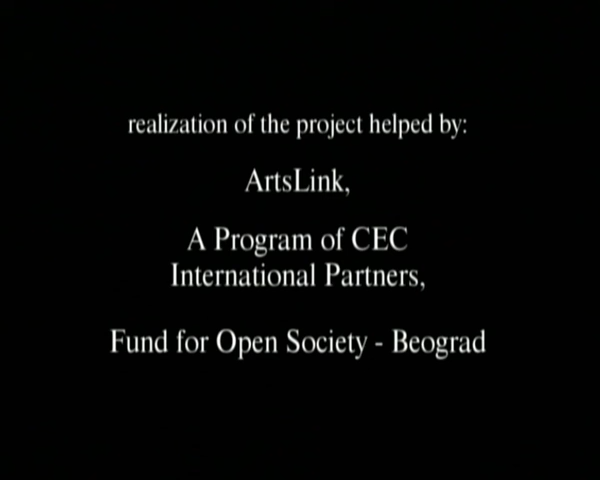 realization of the project helped by:
ArtsLink,
A Program of CEC
International Partners,
Fund for Open Society - Beograd